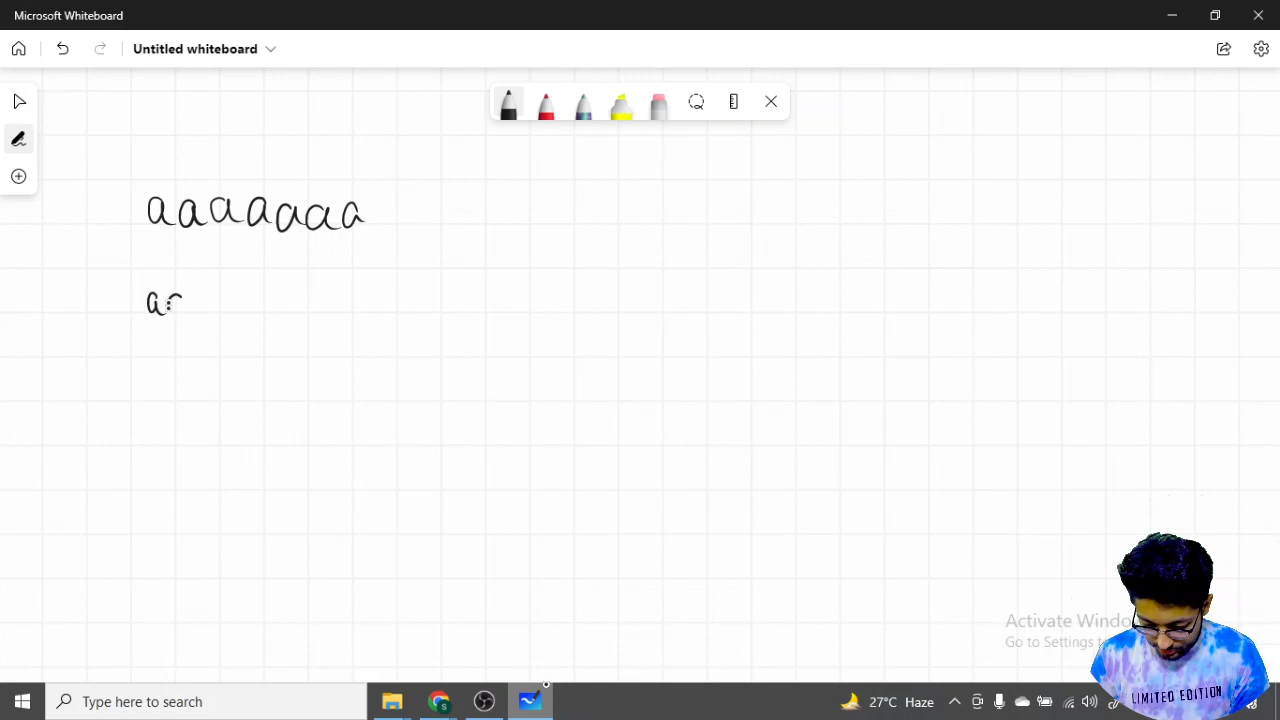 Microsoft Whiteboard
Untitled whiteboard
aaaaaaa
a
Activate Windo
Go to Settings t
LIMITED EDITION
Type here to search
27°C Haze